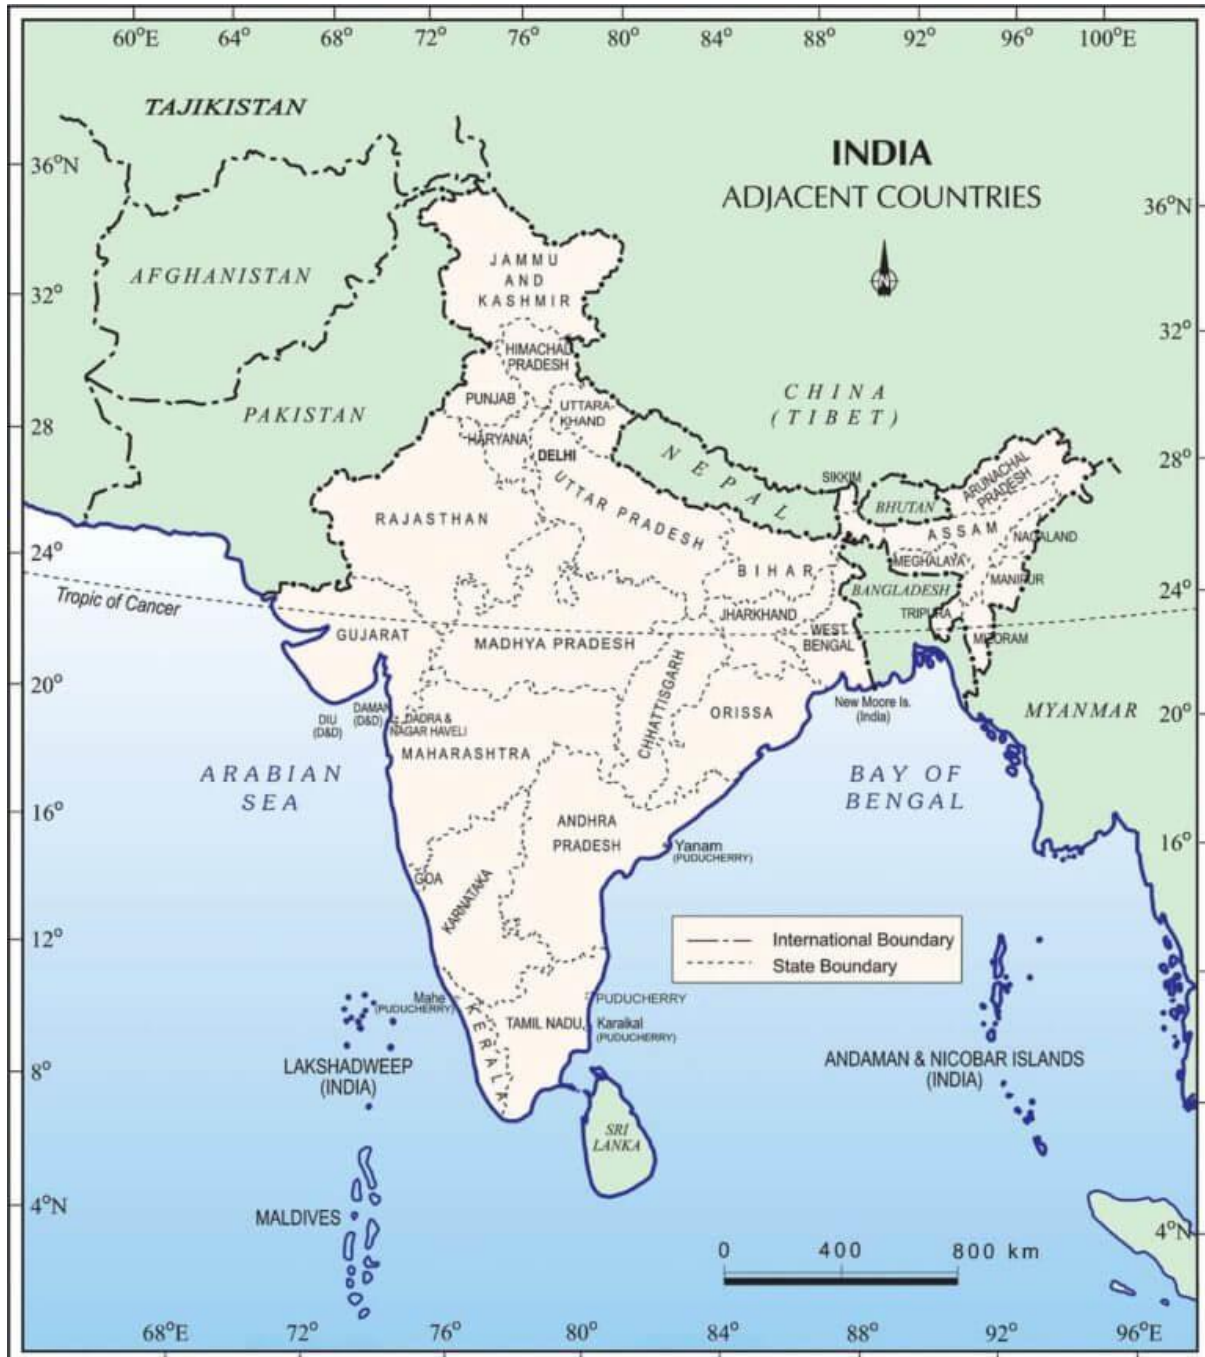 60°E 64° 68° 72° 76° 80° 84° 88° 92° 96° 100°E
TAJIKISTAN
INDIA
ADJACENT COUNTRIES
36°N
36°N
JAMMU
AND
KASHMIR
AFGHANISTAN
32°
32°
HIMACHAL
PRADESH
CHINA
(TIBET)
PAKISTAN
PUNJAB
UTTARA-
KHAND
28°
28°
HARYANA
DELHI
NEPAL
SIKKIM
BHUTAN
ARUNACHAL
PRADESH
UTTAR PRADESH
RAJASTHAN
ASSAM
NAGALAND
24°
24°
MEGHALAYA
BIHAR
BANGLADESH
MANIPUR
Tropic of Cancer
JHARKHAND
TRIPURA
GUJARAT
MADHYA PRADESH
WEST
BENGAL
MIZORAM
20°
20°
CHHATTISGARH
ORISSA
New Moore Is.
(India)
MYANMAR
DIU
(D&D)
DAMAN
(D&D)
DADRA &
NAGAR HAVELI
MAHARASHTRA
ARABIAN
SEA
BAY OF
BENGAL
16°
16°
ANDHRA
PRADESH
Yanam
(PUDUCHERRY)
GOA
KARNATAKA
12°
International Boundary
State Boundary
Mahe
(PUDUCHERRY)
PUDUCHERRY
KERALA
TAMIL NADU
Karaikal
(PUDUCHERRY)
LAKSHADWEEP
(INDIA)
ANDAMAN & NICOBAR ISLANDS
(INDIA)
8°
SRI
LANKA
4°N
4°N
MALDIVES
0 400 800 km
68°E 72° 76° 80° 84° 88° 92° 96°E